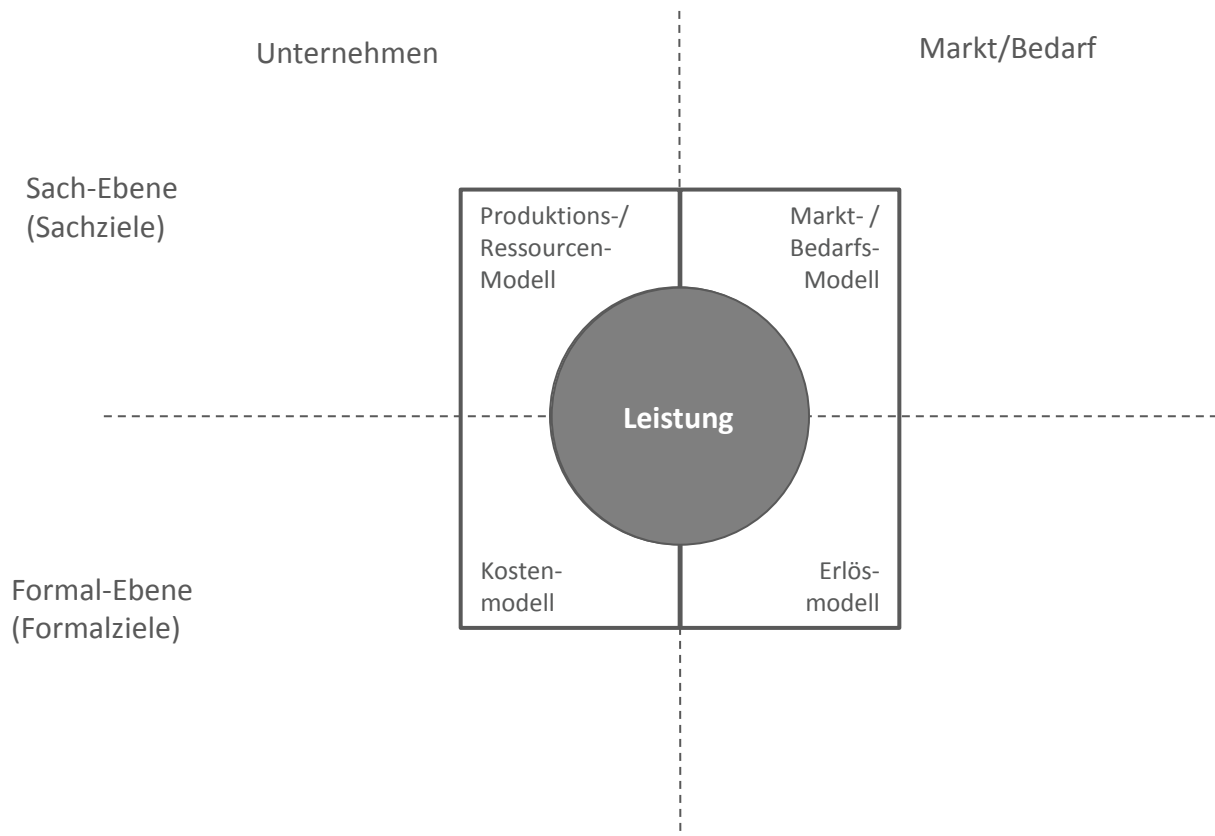 Unternehmen
Markt/Bedarf
Sach-Ebene
(Sachziele)
Produktions-/
Ressourcen-
Modell
Markt- /
Bedarfs-
Modell
Leistung
Formal-Ebene
(Formalziele)
Kosten-
modell
Erlös-
modell